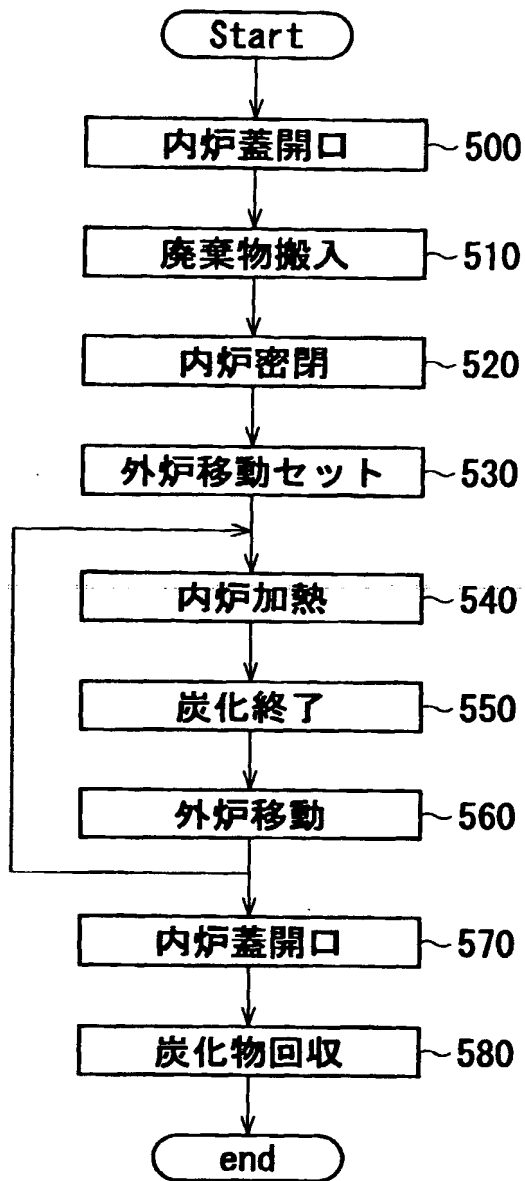 Start
内炉蓋開口 500
廃棄物搬入 510
内炉密閉 520
外炉移動セット 530
内炉加熱 540
炭化終了 550
外炉移動 560
内炉蓋開口 570
炭化物回収 580
end